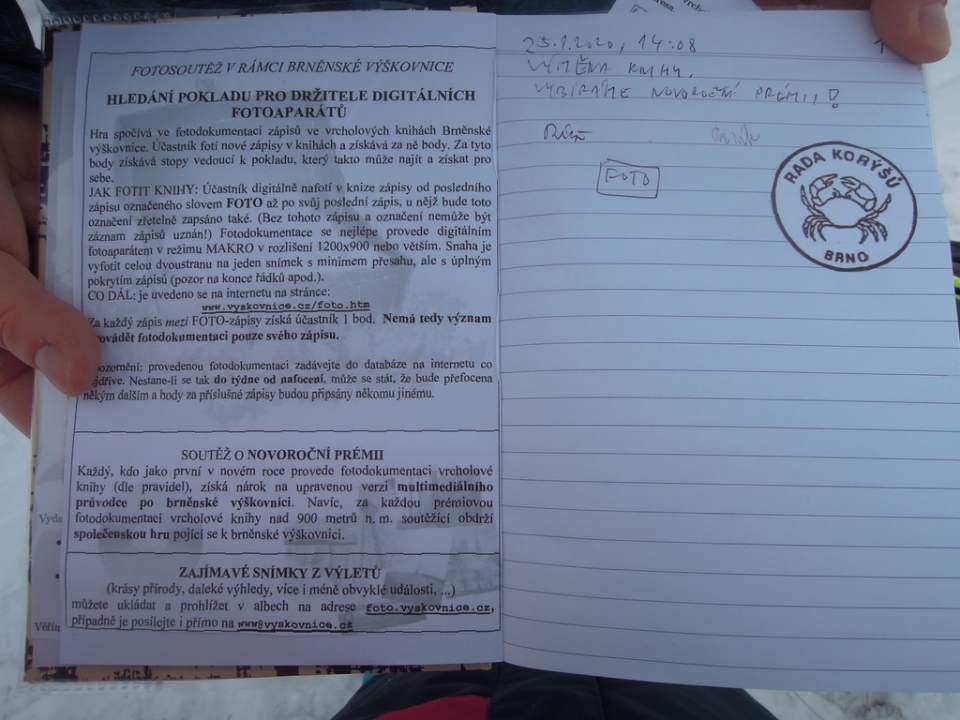 FOTOSOUTĚŽ V RÁMCI BRNĚNSKÉ VÝŠKOVNICE
HLEDÁNÍ POKLADU PRO DRŽITELE DIGITÁLNÍCH
FOTOAPARÁTŮ
Hra spočívá ve fotodokumentaci zápisů ve vrcholových knihách Brněnské
výškovnice. Účastník fotí nové zápisy v knihách a získává za ně body. Za tyto
body získává stopy vedoucí k pokladu, který takto může najít a získat pro
sebe.
JAK FOTIT KNIHY: Účastník digitálně nafotí v knize zápisy od posledního
zápisu označeného slovem FOTO až po svůj poslední zápis, u nějž bude toto
označení zřetelně zapsáno také. (Bez tohoto zápisu a označení nemůže být
záznam zápisů uznán!) Fotodokumentace se nejlépe provede digitálním
fotoaparátem v režimu MAKRO v rozlišení 1200x900 nebo větším. Snaha je
vyfotit celou dvoustranu na jeden snímek s minimem přesahu, ale s úplným
pokrytím zápisů (pozor na konce řádků apod.).
CO DÁL: je uvedeno se na internetu na stránce:
www.vyskovnice.cz/foto.htm
Za každý zápis mezi FOTO-zápisy získá účastník 1 bod. Nemá tedy význam
rovádět fotodokumentaci pouze svého zápisu.
pozornění: provedenou fotodokumentaci zadávejte do databáze na internetu co
jdříve. Nestane-li se tak do týdne od nafocení, může se stát, že bude přefocena
někým dalším a body za příslušné zápisy budou připsány někomu jinému.
SOUTĚŽ O NOVOROČNÍ PRÉMII
Každý, kdo jako první v novém roce provede fotodokumentaci vrcholové
knihy (dle pravidel), získá nárok na upravenou verzi multimediálního
průvodce po brněnské výškovnici. Navíc, za každou prémiovou
fotodokumentaci vrcholové knihy nad 900 metrů n. m. soutěžící obdrží
společenskou hru pojící se k brněnské výškovnici.
Vyda
ZAJÍMAVÉ SNÍMKY Z VÝLETŮ
(krásy přírody, daleké výhledy, více i méně obvyklé události, ...)
můžete ukládat a prohlížet v albech na adrese foto.vyskovnice.cz,
případně je posílejte i přímo na www@vyskovnice.cz
Věřím
25.1.2020, 14:08
1
VÝMĚNA KNIHY.
VYBÍRÁME NOVOROČNÍ PRÉMII!
FOTO
RADA KORÝŠŮ
BRNO